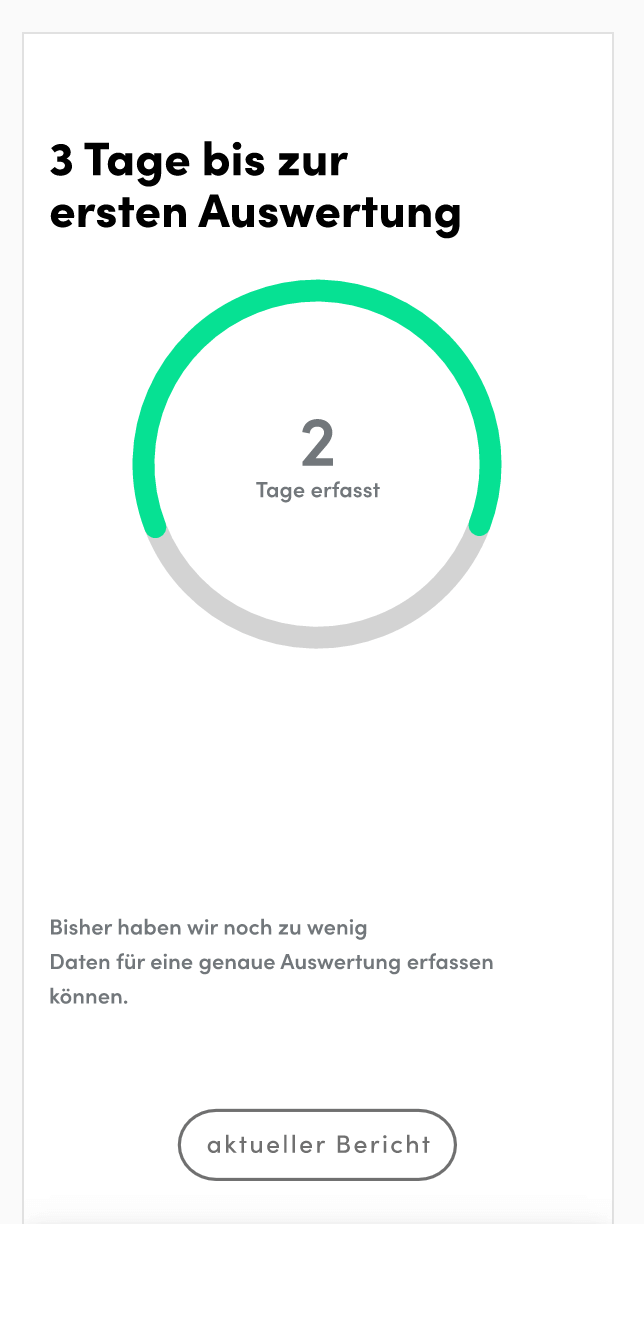 3 Tage bis zur
ersten Auswertung
2
Tage erfasst
Bisher haben wir noch zu wenig
Daten für eine genaue Auswertung erfassen
können.
aktueller Bericht